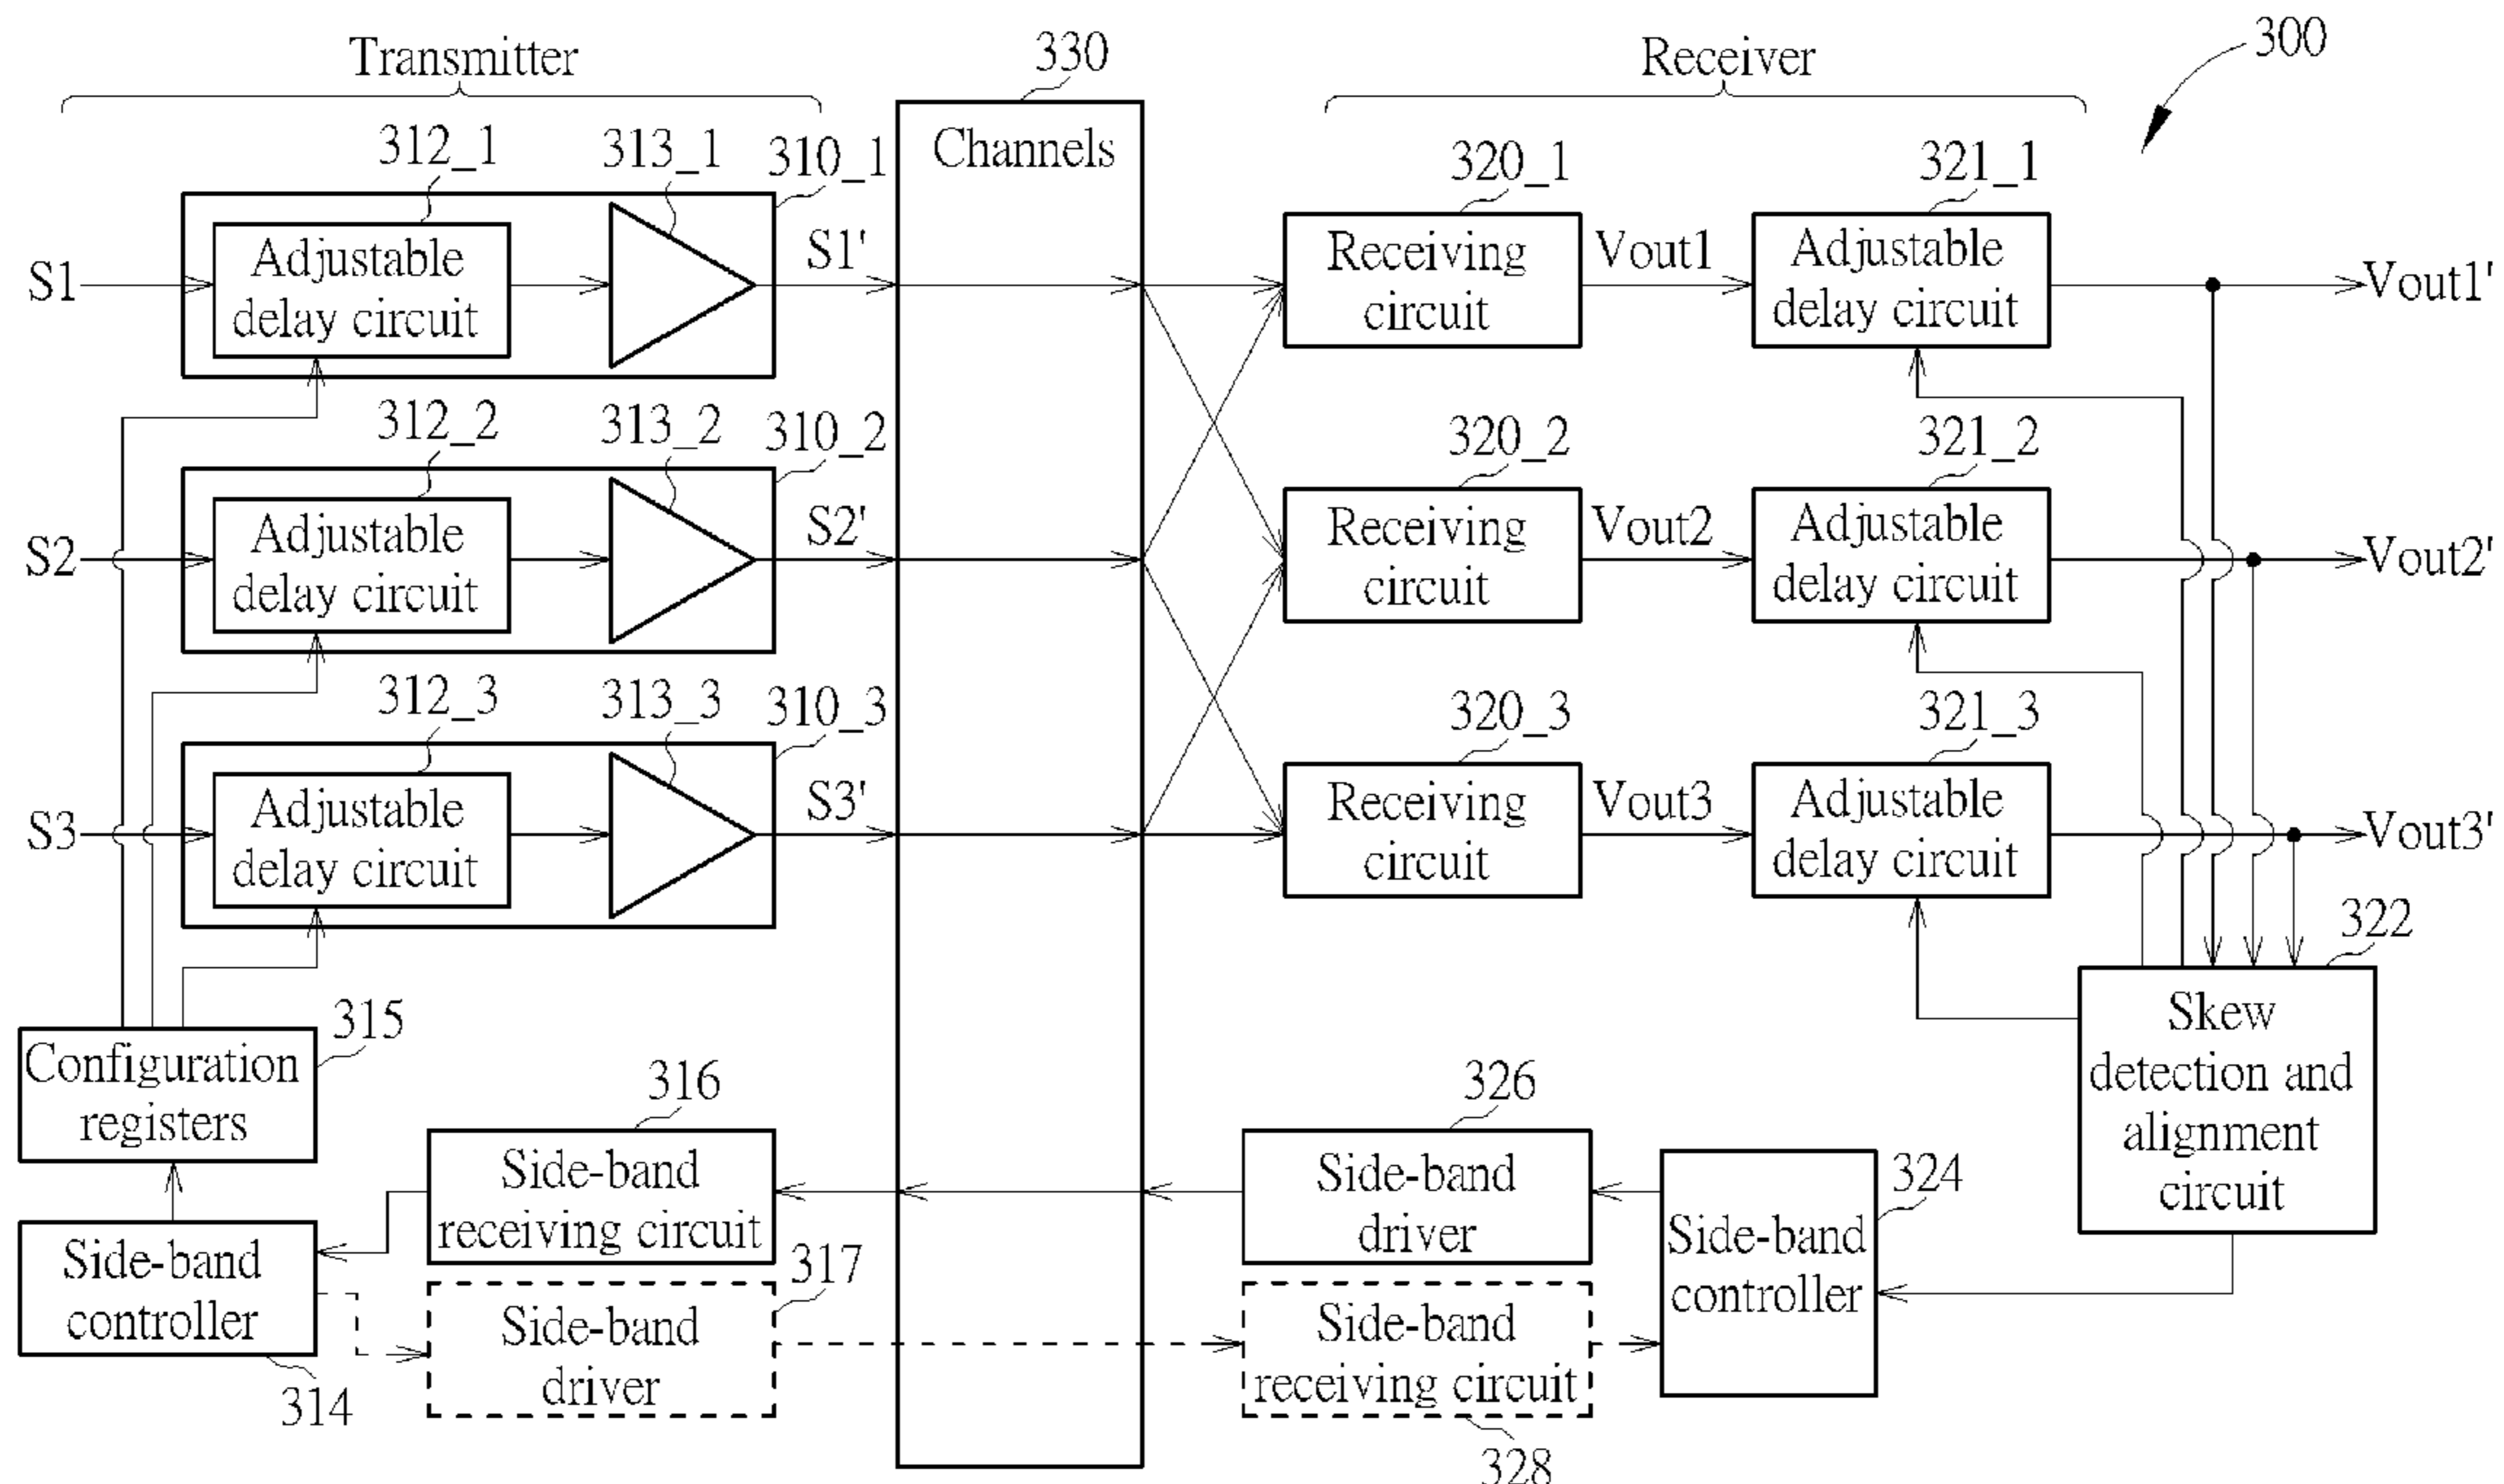 Transmitter
330
Receiver
300
312_1
313_1
310_1
Channels
320_1
321_1
S1
Adjustable
delay circuit
S1'
Receiving
circuit
Vout1
Adjustable
delay circuit
Vout1'
312_2
313_2
310_2
320_2
321_2
S2
Adjustable
delay circuit
S2'
Receiving
circuit
Vout2
Adjustable
delay circuit
Vout2'
312_3
313_3
310_3
320_3
321_3
S3
Adjustable
delay circuit
S3'
Receiving
circuit
Vout3
Adjustable
delay circuit
Vout3'
322
Configuration
registers
315
316
326
Skew
detection and
alignment
circuit
Side-band
receiving circuit
Side-band
driver
324
Side-band
controller
Side-band
controller
314
317
Side-band
driver
Side-band
receiving circuit
328